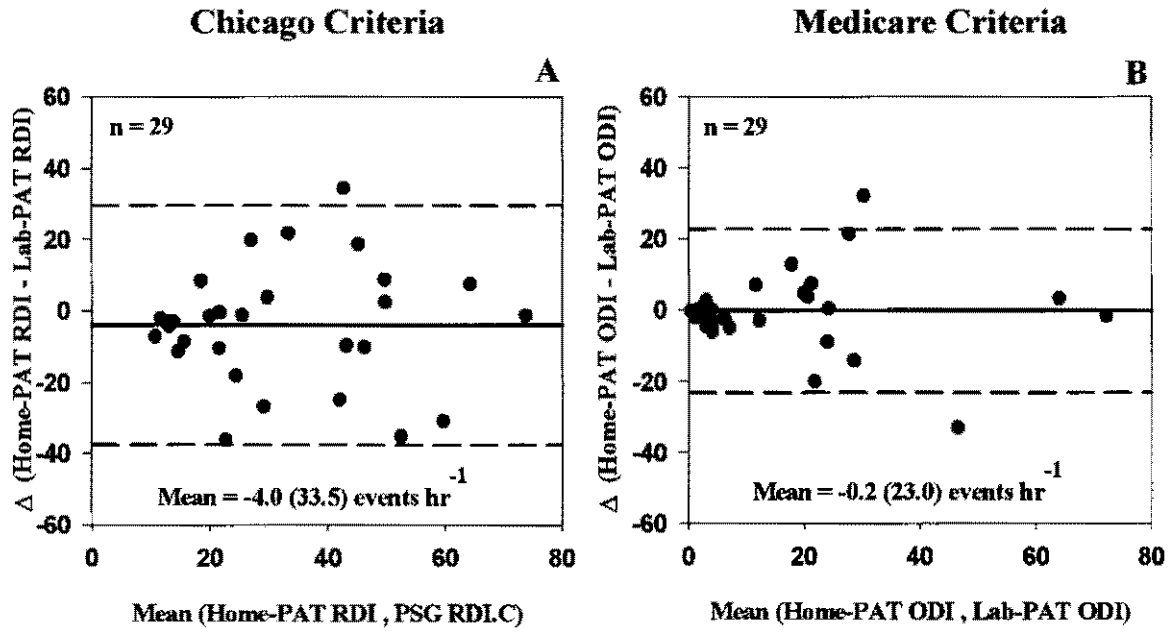 Chicago Criteria
A
n = 29
60
40
20
0
-20
-40
-60
Δ (Home-PAT RDI - Lab-PAT RDI)
Mean = -4.0 (33.5) events hr⁻¹
0 20 40 60 80
Mean (Home-PAT RDI , PSG RDI.C)
Medicare Criteria
B
n = 29
60
40
20
0
-20
-40
-60
Δ (Home-PAT ODI - Lab-PAT ODI)
Mean = -0.2 (23.0) events hr⁻¹
0 20 40 60 80
Mean (Home-PAT ODI , Lab-PAT ODI)